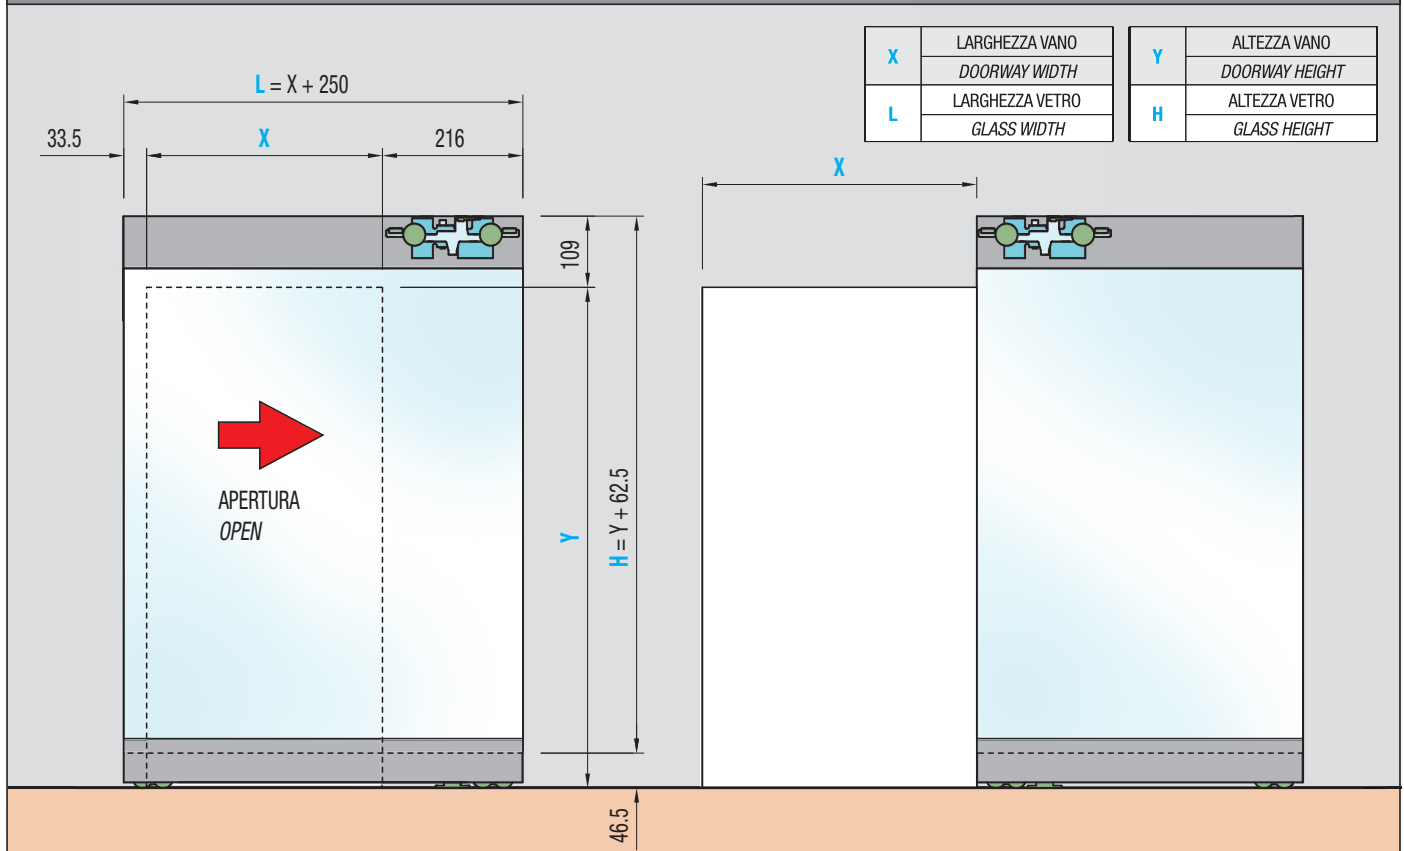 X
LARGHEZZA VANO
DOORWAY WIDTH
L
LARGHEZZA VETRO
GLASS WIDTH
Y
ALTEZZA VANO
DOORWAY HEIGHT
H
ALTEZZA VETRO
GLASS HEIGHT
L = X + 250
33.5
X
216
X
109
Y
H = Y + 62.5
APERTURA
OPEN
46.5